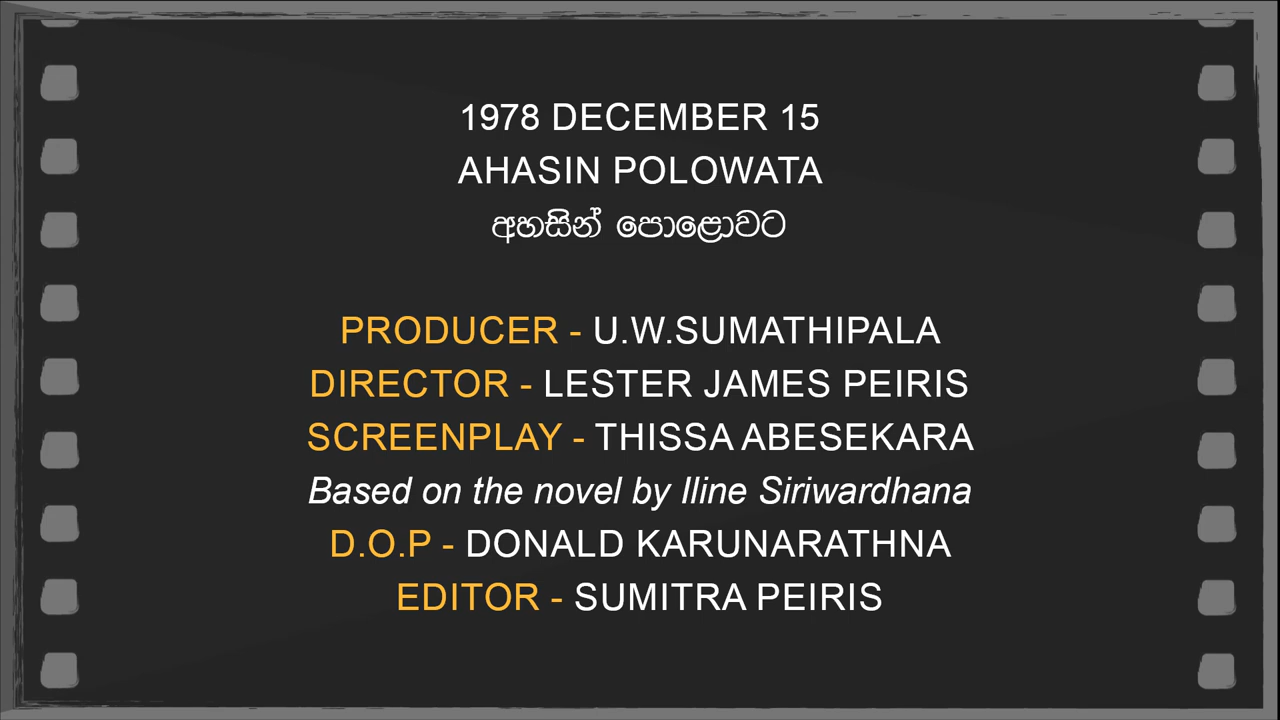 1978 DECEMBER 15
AHASIN POLOWATA
අහසින් පොළොවට
PRODUCER - U.W.SUMATHIPALA
DIRECTOR - LESTER JAMES PEIRIS
SCREENPLAY - THISSA ABESEKARA
Based on the novel by Iline Siriwardhana
D.O.P - DONALD KARUNARATHNA
EDITOR - SUMITRA PEIRIS